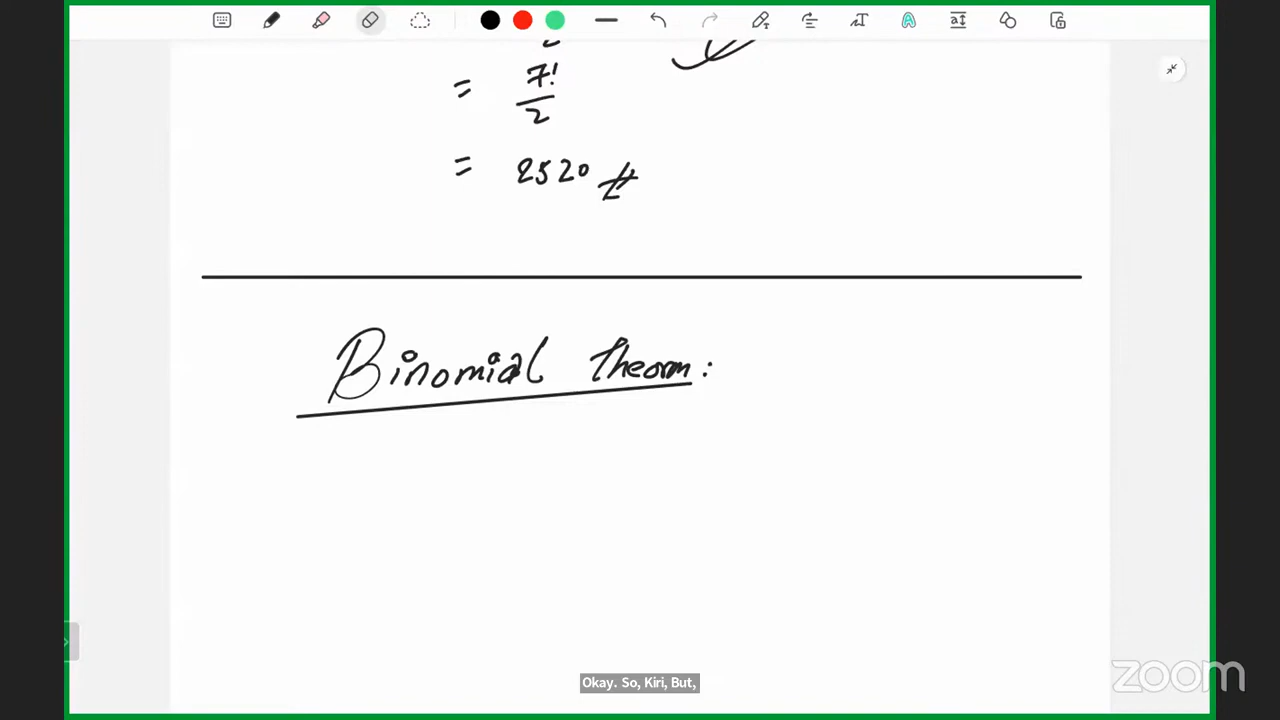 = 7!
2
= 2520
Binomial theorm:
Okay. So, Kiri, But,
zoom